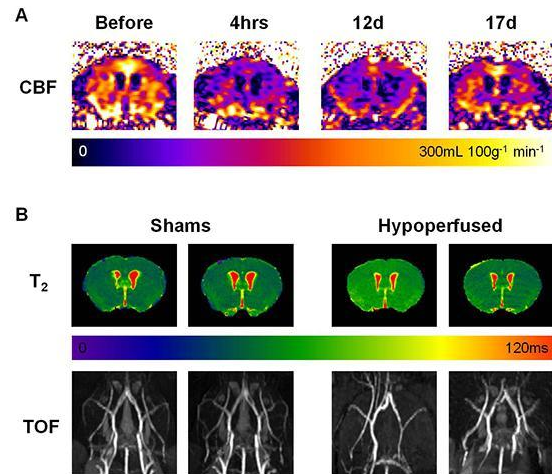 A
Before 4hrs 12d 17d
CBF
0 300mL 100g-1 min-1
B
Shams Hypoperfused
T2
0 120ms
TOF